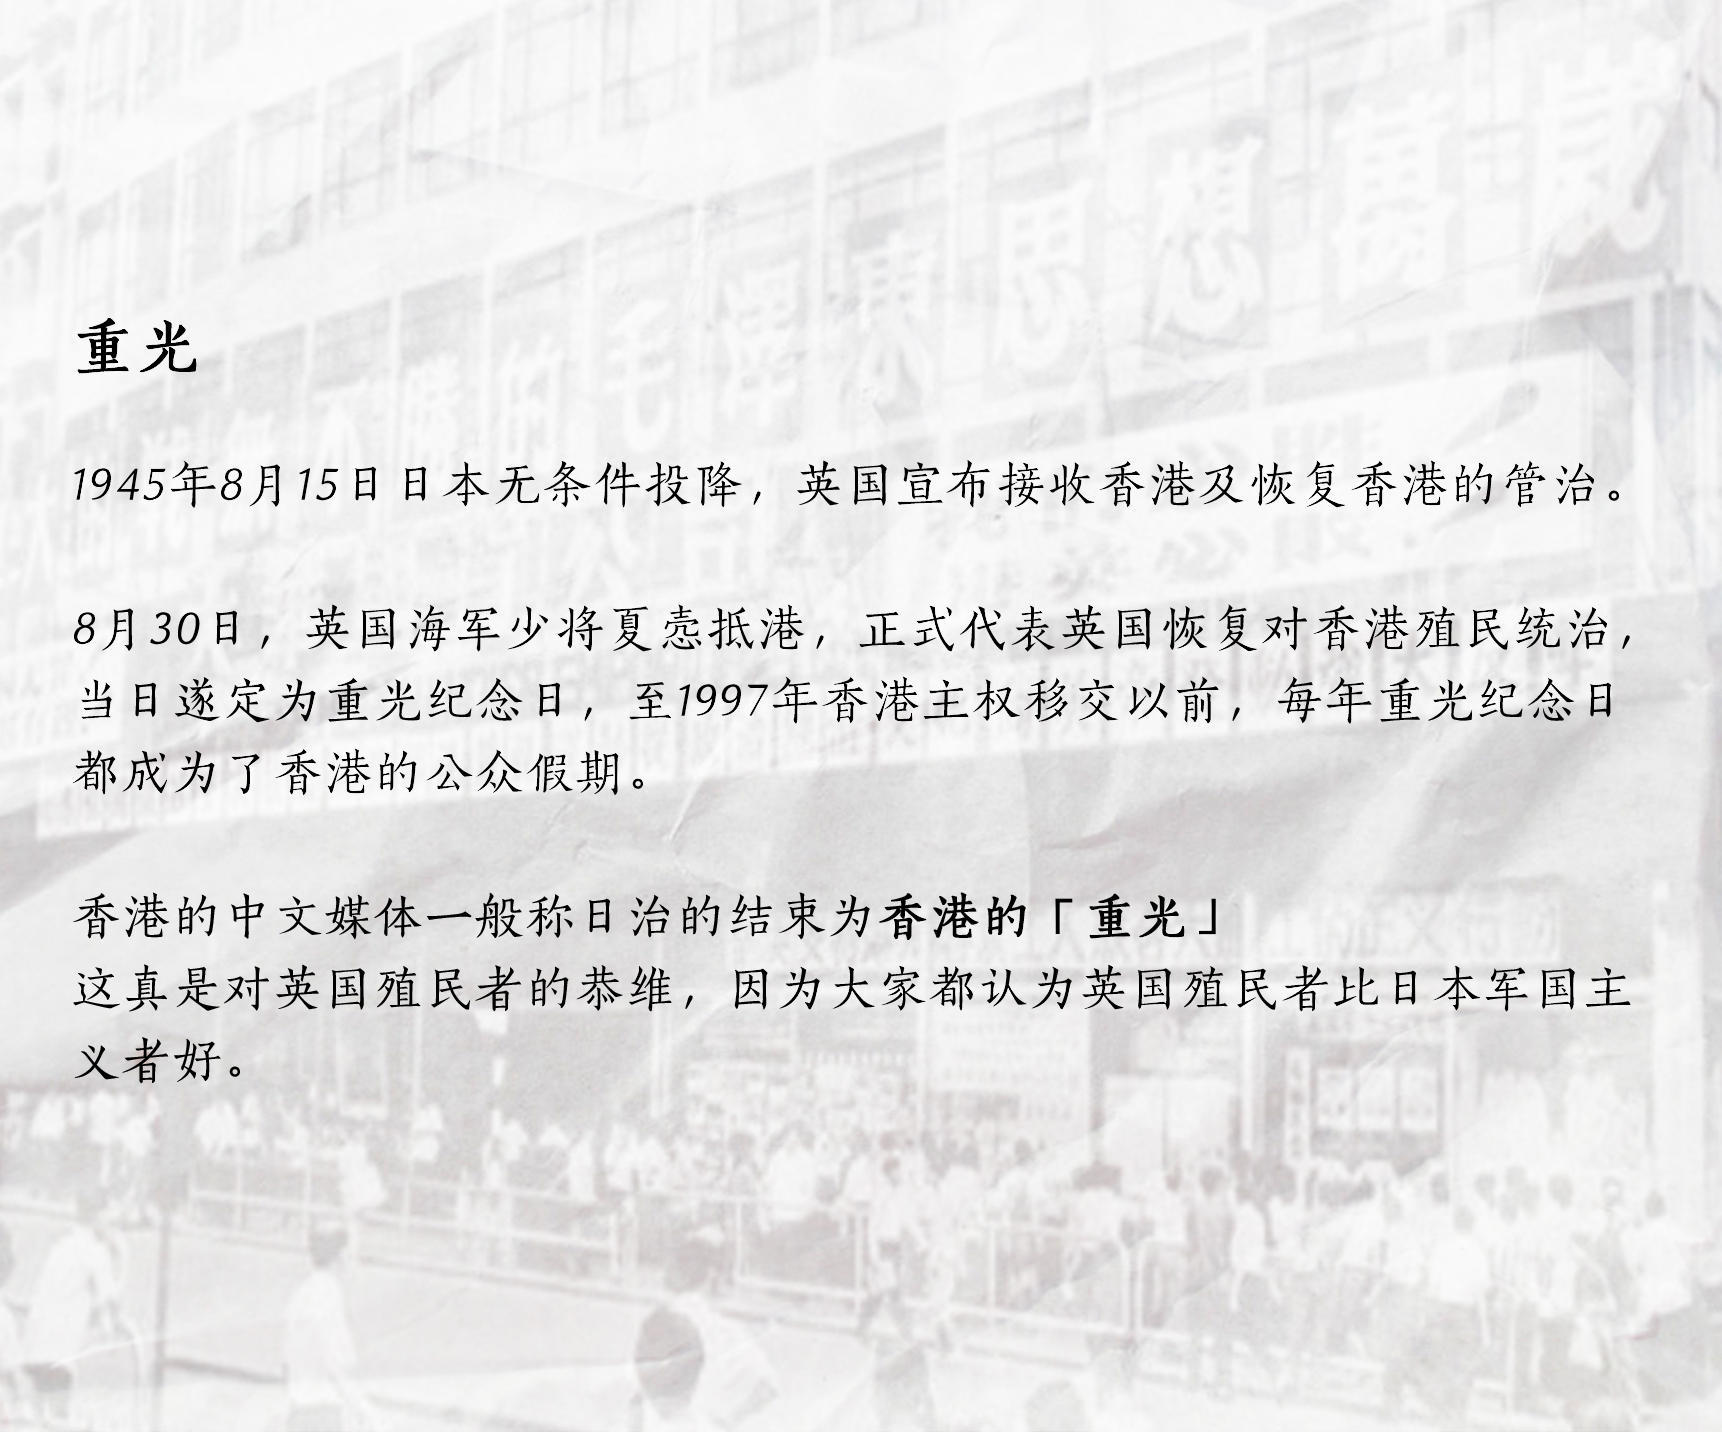 重光
1945年8月15日日本无条件投降，英国宣布接收香港及恢复香港的管治。
8月30日，英国海军少将夏悫抵港，正式代表英国恢复对香港殖民统治，
当日遂定为重光纪念日，至1997年香港主权移交以前，每年重光纪念日
都成为了香港的公众假期。
香港的中文媒体一般称日治的结束为香港的「重光」
这真是对英国殖民者的恭维，因为大家都认为英国殖民者比日本军国主
义者好。
毛澤東思想萬歲